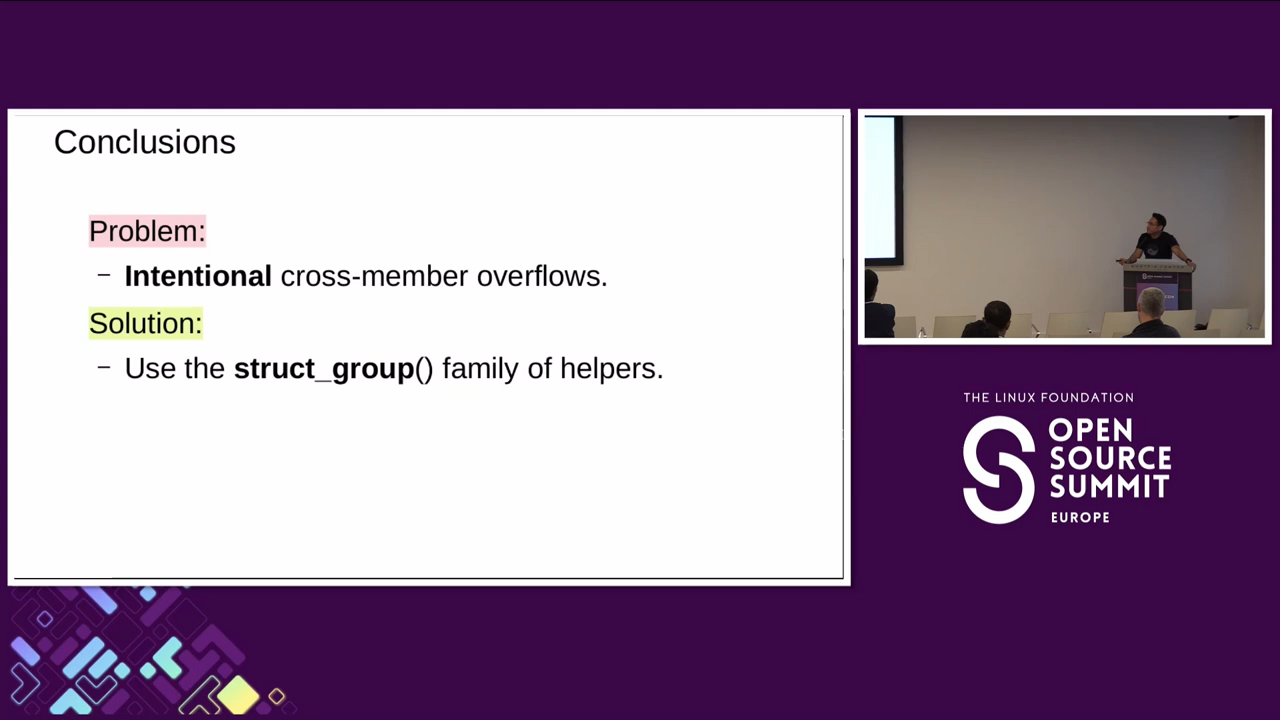 Conclusions
Problem:
– Intentional cross-member overflows.
Solution:
– Use the struct_group() family of helpers.
THE LINUX FOUNDATION
OPEN
SOURCE
SUMMIT
EUROPE